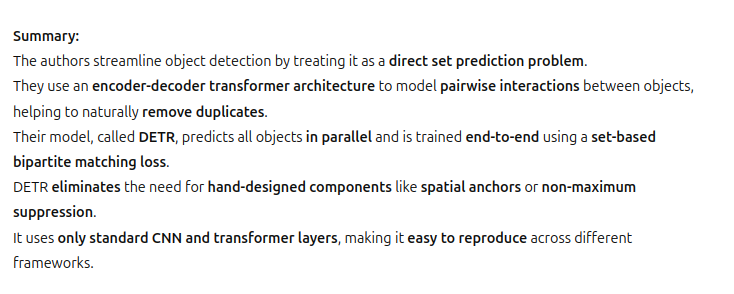 Summary:
The authors streamline object detection by treating it as a direct set prediction problem.
They use an encoder-decoder transformer architecture to model pairwise interactions between objects,
helping to naturally remove duplicates.
Their model, called DETR, predicts all objects in parallel and is trained end-to-end using a set-based
bipartite matching loss.
DETR eliminates the need for hand-designed components like spatial anchors or non-maximum
suppression.
It uses only standard CNN and transformer layers, making it easy to reproduce across different
frameworks.